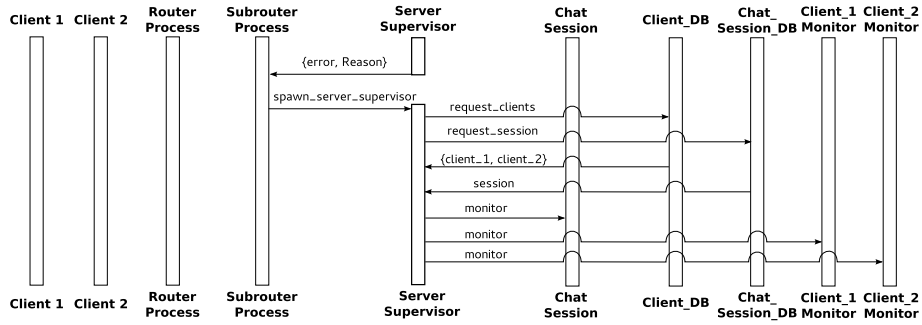 Client 1
Client 2
Router
Process
Subrouter
Process
Server
Supervisor
Chat
Session
Client_DB
Chat_
Session_DB
Client_1
Monitor
Client_2
Monitor
{error, Reason}
spawn_server_supervisor
request_clients
request_session
{client_1, client_2}
session
monitor
monitor
monitor
Client 1
Client 2
Router
Process
Subrouter
Process
Server
Supervisor
Chat
Session
Client_DB
Chat_
Session_DB
Client_1
Monitor
Client_2
Monitor